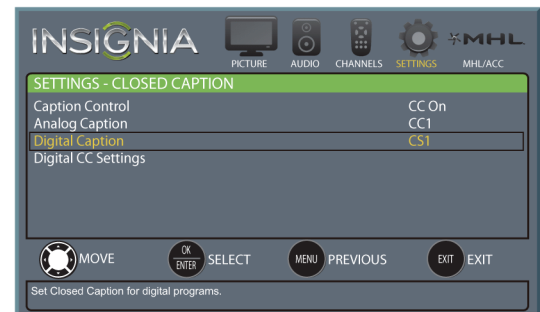 INSIGNIA
PICTURE AUDIO CHANNELS SETTINGS MHL MHL/ACC
SETTINGS - CLOSED CAPTION
Caption Control CC On
Analog Caption CC1
Digital Caption CS1
Digital CC Settings
MOVE OK ENTER SELECT MENU PREVIOUS EXIT EXIT
Set Closed Caption for digital programs.